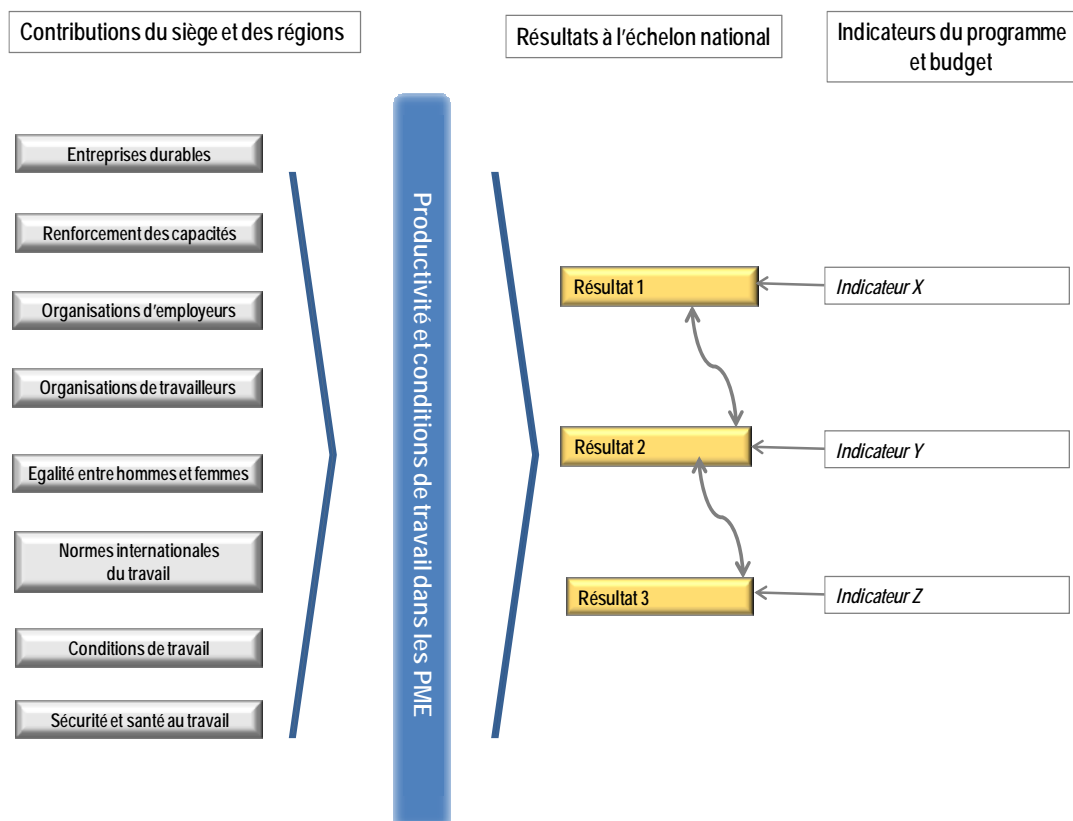 Contributions du siège et des régions
Résultats à l'échelon national
Indicateurs du programme
et budget
Entreprises durables
Renforcement des capacités
Organisations d'employeurs
Organisations de travailleurs
Egalité entre hommes et femmes
Normes internationales
du travail
Conditions de travail
Sécurité et santé au travail
Productivité et conditions de travail dans les PME
Résultat 1
Résultat 2
Résultat 3
Indicateur X
Indicateur Y
Indicateur Z